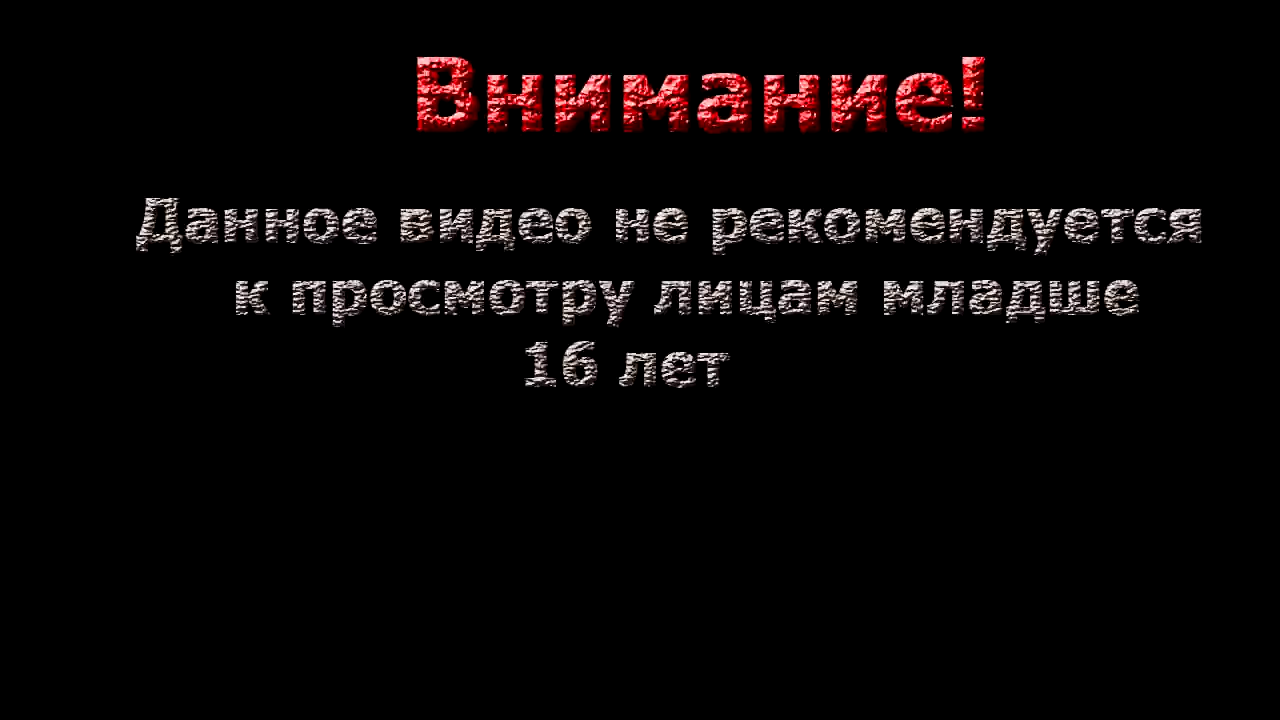 Внимание!
Данное видео не рекомендуется
к просмотру лицам младше
16 лет